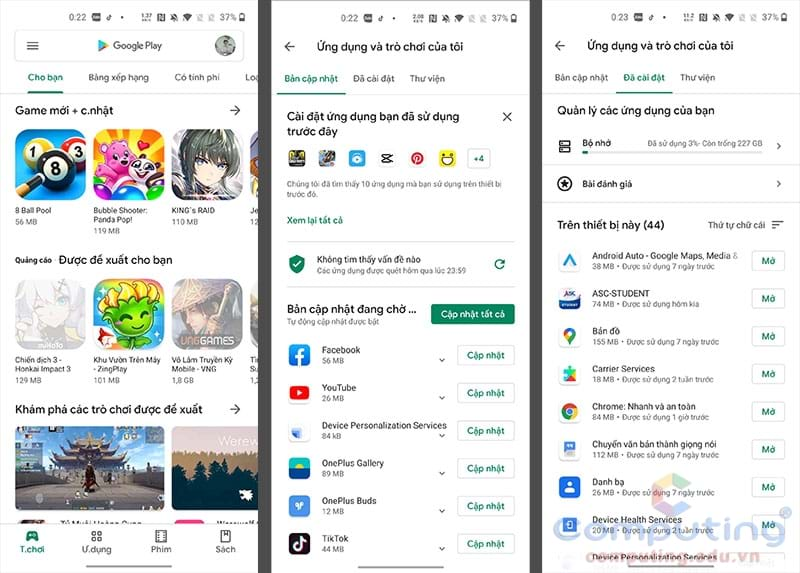 0:22
37%
Google Play
Cho bạn
Bảng xếp hạng
Có tính phí
Loạ
Game mới + c.nhật
8 Ball Pool
56 MB
Bubble Shooter:
Panda Pop!
119 MB
KING's RAID
110 MB
Je
Quảng cáo · Được đề xuất cho bạn
Chiến dịch 3 -
Honkai Impact 3
129 MB
Khu Vườn Trên Mây
- ZingPlay
101 MB
VNGGAMES
Võ Lâm Truyền Kỳ
Mobile - VNG
1,8 GB
Khám phá các trò chơi được đề xuất
T.chơi
Ư.dụng
Phim
Sách
0:22
37%
Ứng dụng và trò chơi của tôi
Bản cập nhật
Đã cài đặt
Thư viện
Cài đặt ứng dụng bạn đã sử dụng
trước đây
+4
Chúng tôi đã tìm thấy 10 ứng dụng mà bạn sử dụng trên thiết bị
trước đó.
Xem lại tất cả
Không tìm thấy vấn đề nào
Các ứng dụng được quét hôm qua lúc 23:59
Bản cập nhật đang chờ ...
Tự động cập nhật được bật
Cập nhật tất cả
Facebook
56 MB
Cập nhật
YouTube
26 MB
Cập nhật
Device Personalization Services
84 kB
Cập nhật
OnePlus Gallery
89 MB
Cập nhật
OnePlus Buds
12 MB
Cập nhật
TikTok
44 MB
Cập nhật
0:23
37%
Ứng dụng và trò chơi của tôi
Bản cập nhật
Đã cài đặt
Thư viện
Quản lý các ứng dụng của bạn
Bộ nhớ
Đã sử dụng 3%· Còn trống 227 GB
Bài đánh giá
Trên thiết bị này (44)
Thứ tự chữ cái
Android Auto - Google Maps, Media &
38 MB • Được sử dụng 7 ngày trước
Mở
ASC-STUDENT
74 MB • Được sử dụng hôm kia
Mở
Bản đồ
155 MB • Được sử dụng 7 ngày trước
Mở
Carrier Services
18 MB • Được sử dụng 2 tuần trước
Mở
Chrome: Nhanh và an toàn
84 MB • Được sử dụng 1 giờ trước
Mở
Chuyển văn bản thành giọng nói
112 MB • Được sử dụng 7 ngày trước
Mở
Danh bạ
26 MB • Được sử dụng 7 ngày trước
Mở
Device Health Services
20 MB • Được sử dụng 2 tuần trước
Mở
Device Personalization Services
Computing
computing.edu.vn